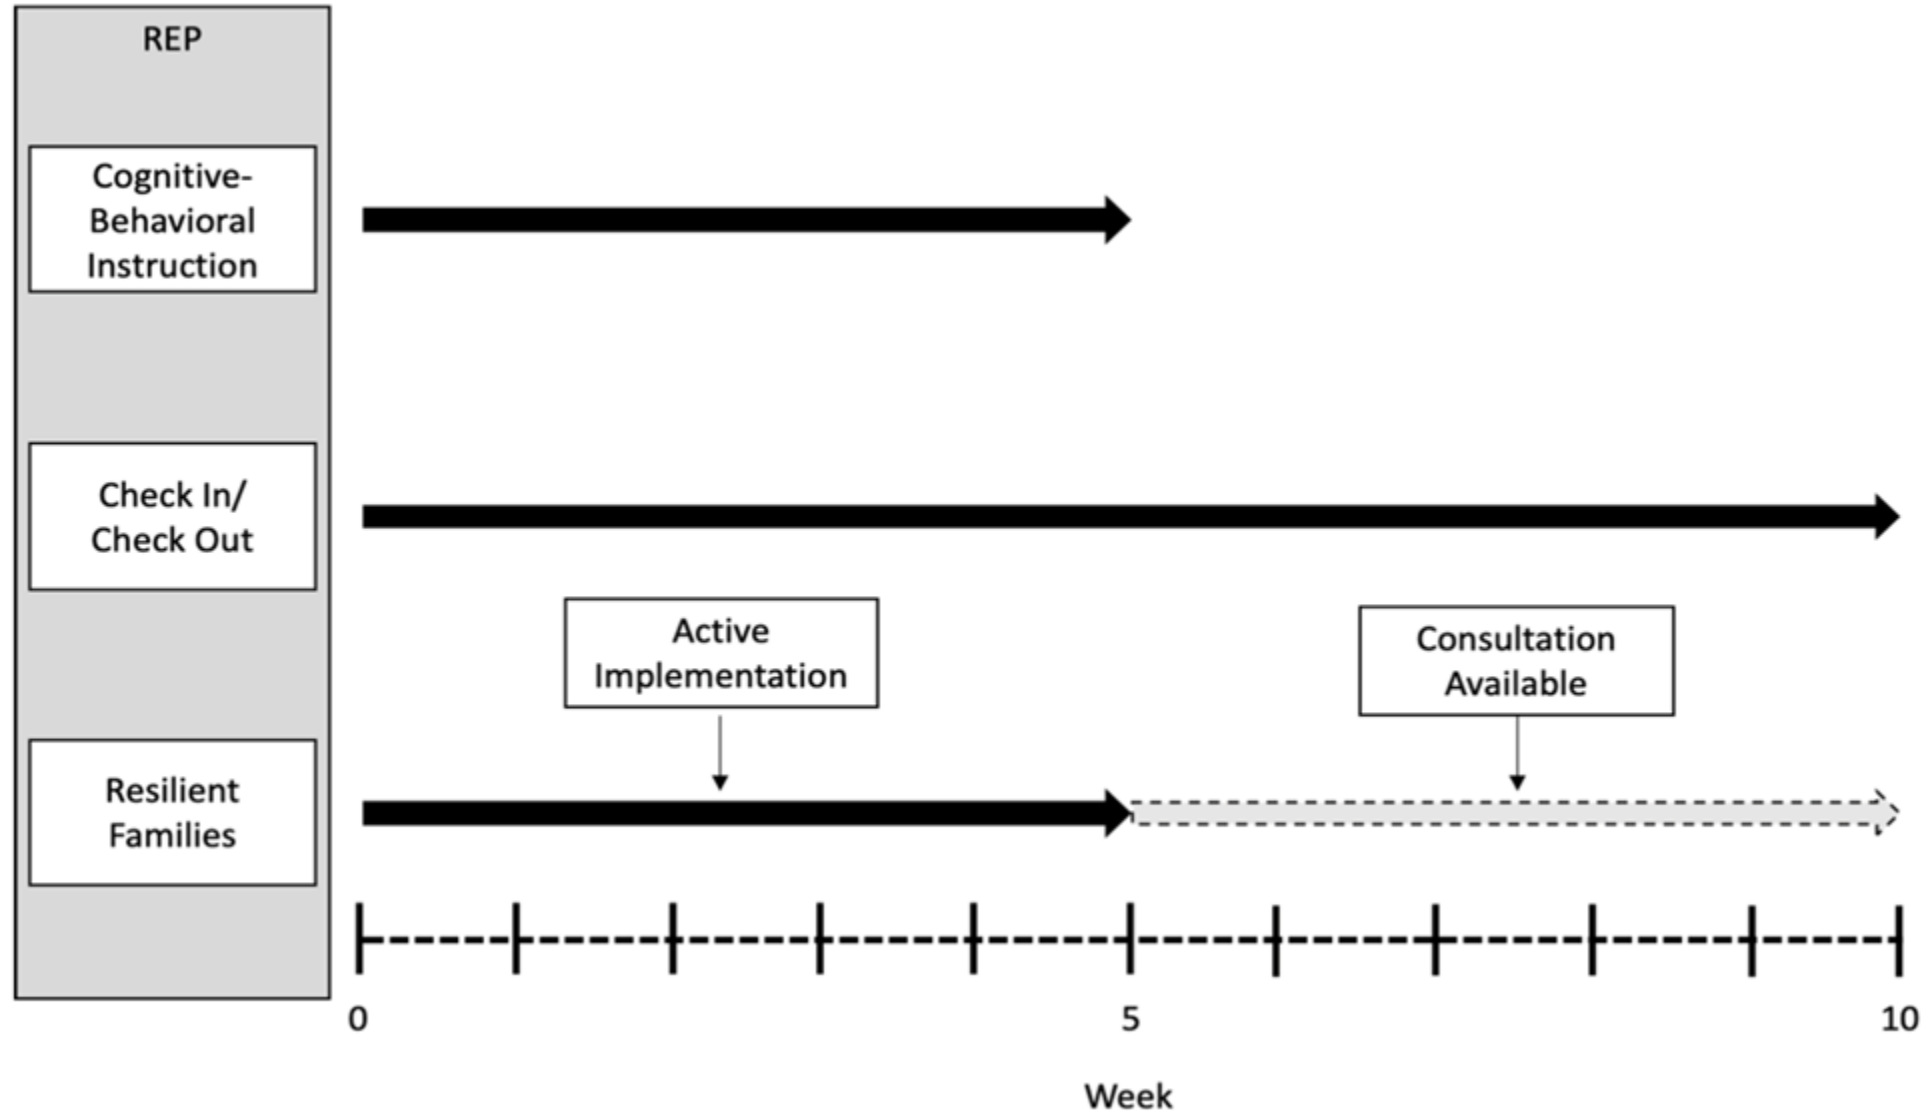 REP
Cognitive-
Behavioral
Instruction
Check In/
Check Out
Active
Implementation
Consultation
Available
Resilient
Families
0
5
10
Week